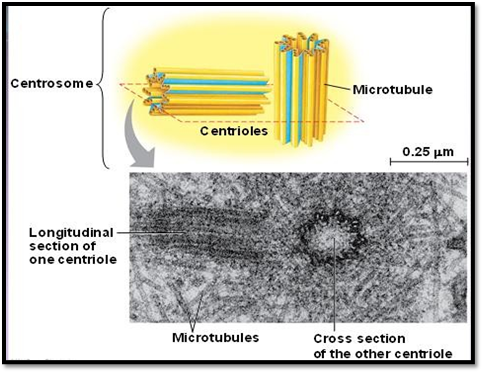 Centrosome
Microtubule
Centrioles
0.25 µm
Longitudinal
section of
one centriole
Microtubules
Cross section
of the other centriole